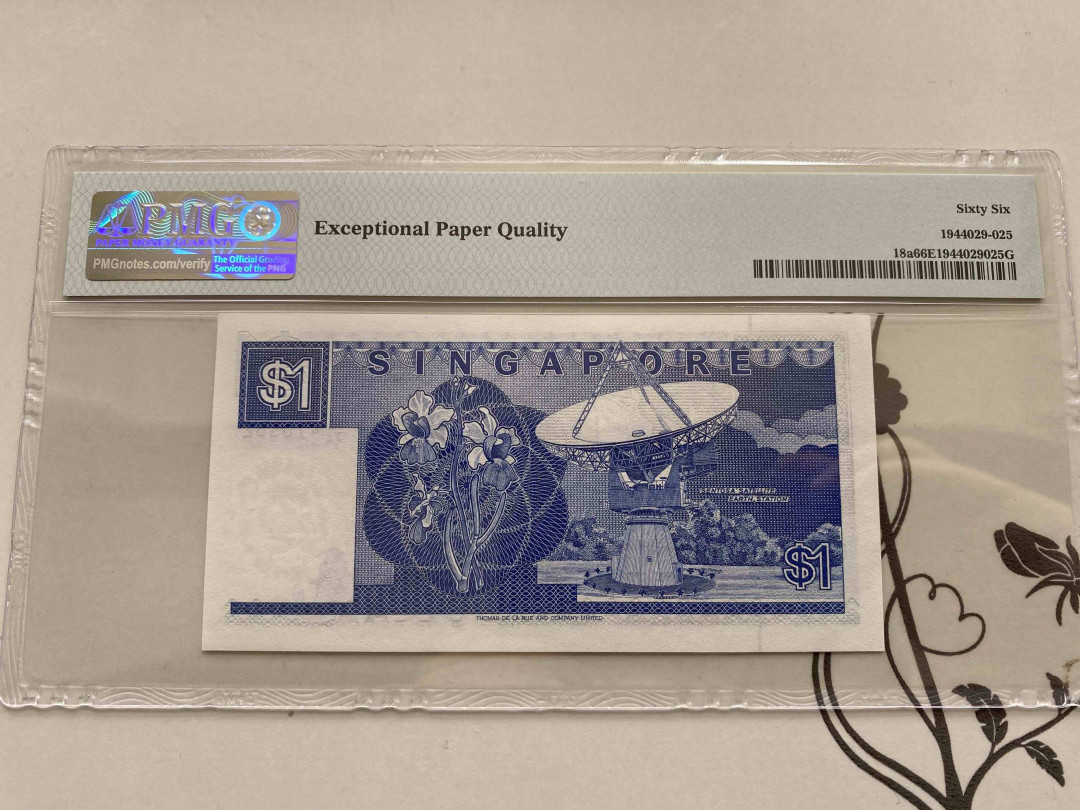 PMG
PAPER MONEY GUARANTY
PMGnotes.com/verify
The Official Grading
Service of the PNG
Exceptional Paper Quality
Sixty Six
1944029-025
18a66E1944029025G
$1
SINGAPORE
SENTOSA SATELLITE
EARTH STATION
$1
THOMAS DE LA RUE AND COMPANY LIMITED